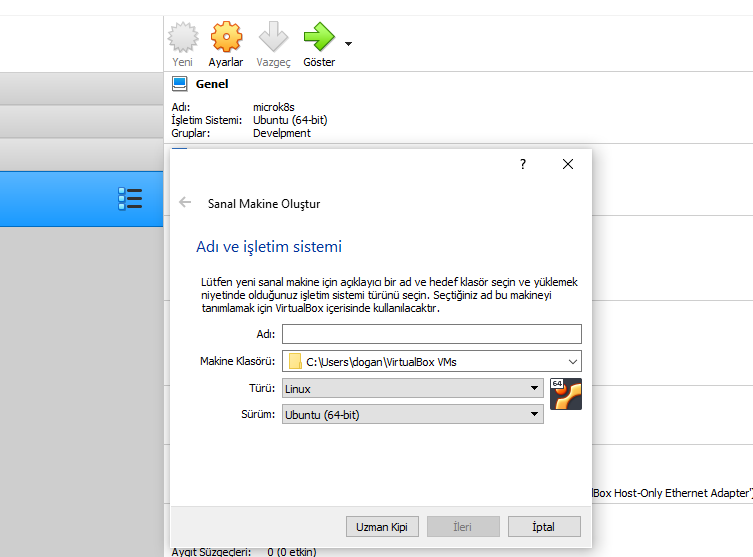 Yeni Ayarlar Vazgeç Göster
Genel
Adı: microk8s
İşletim Sistemi: Ubuntu (64-bit)
Gruplar: Develpment
?
Sanal Makine Oluştur
Adı ve işletim sistemi
Lütfen yeni sanal makine için açıklayıcı bir ad ve hedef klasör seçin ve yüklemek
niyetinde olduğunuz işletim sistemi türünü seçin. Seçtiğiniz ad bu makineyi
tanımlamak için VirtualBox içerisinde kullanılacaktır.
Adı:
Makine Klasörü: C:\Users\dogan\VirtualBox VMs
Türü: Linux
64
Sürüm: Ubuntu (64-bit)
lBox Host-Only Ethernet Adapter')
Uzman Kipi İleri İptal
Aygıt Süzgeçleri: 0 (0 etkin)